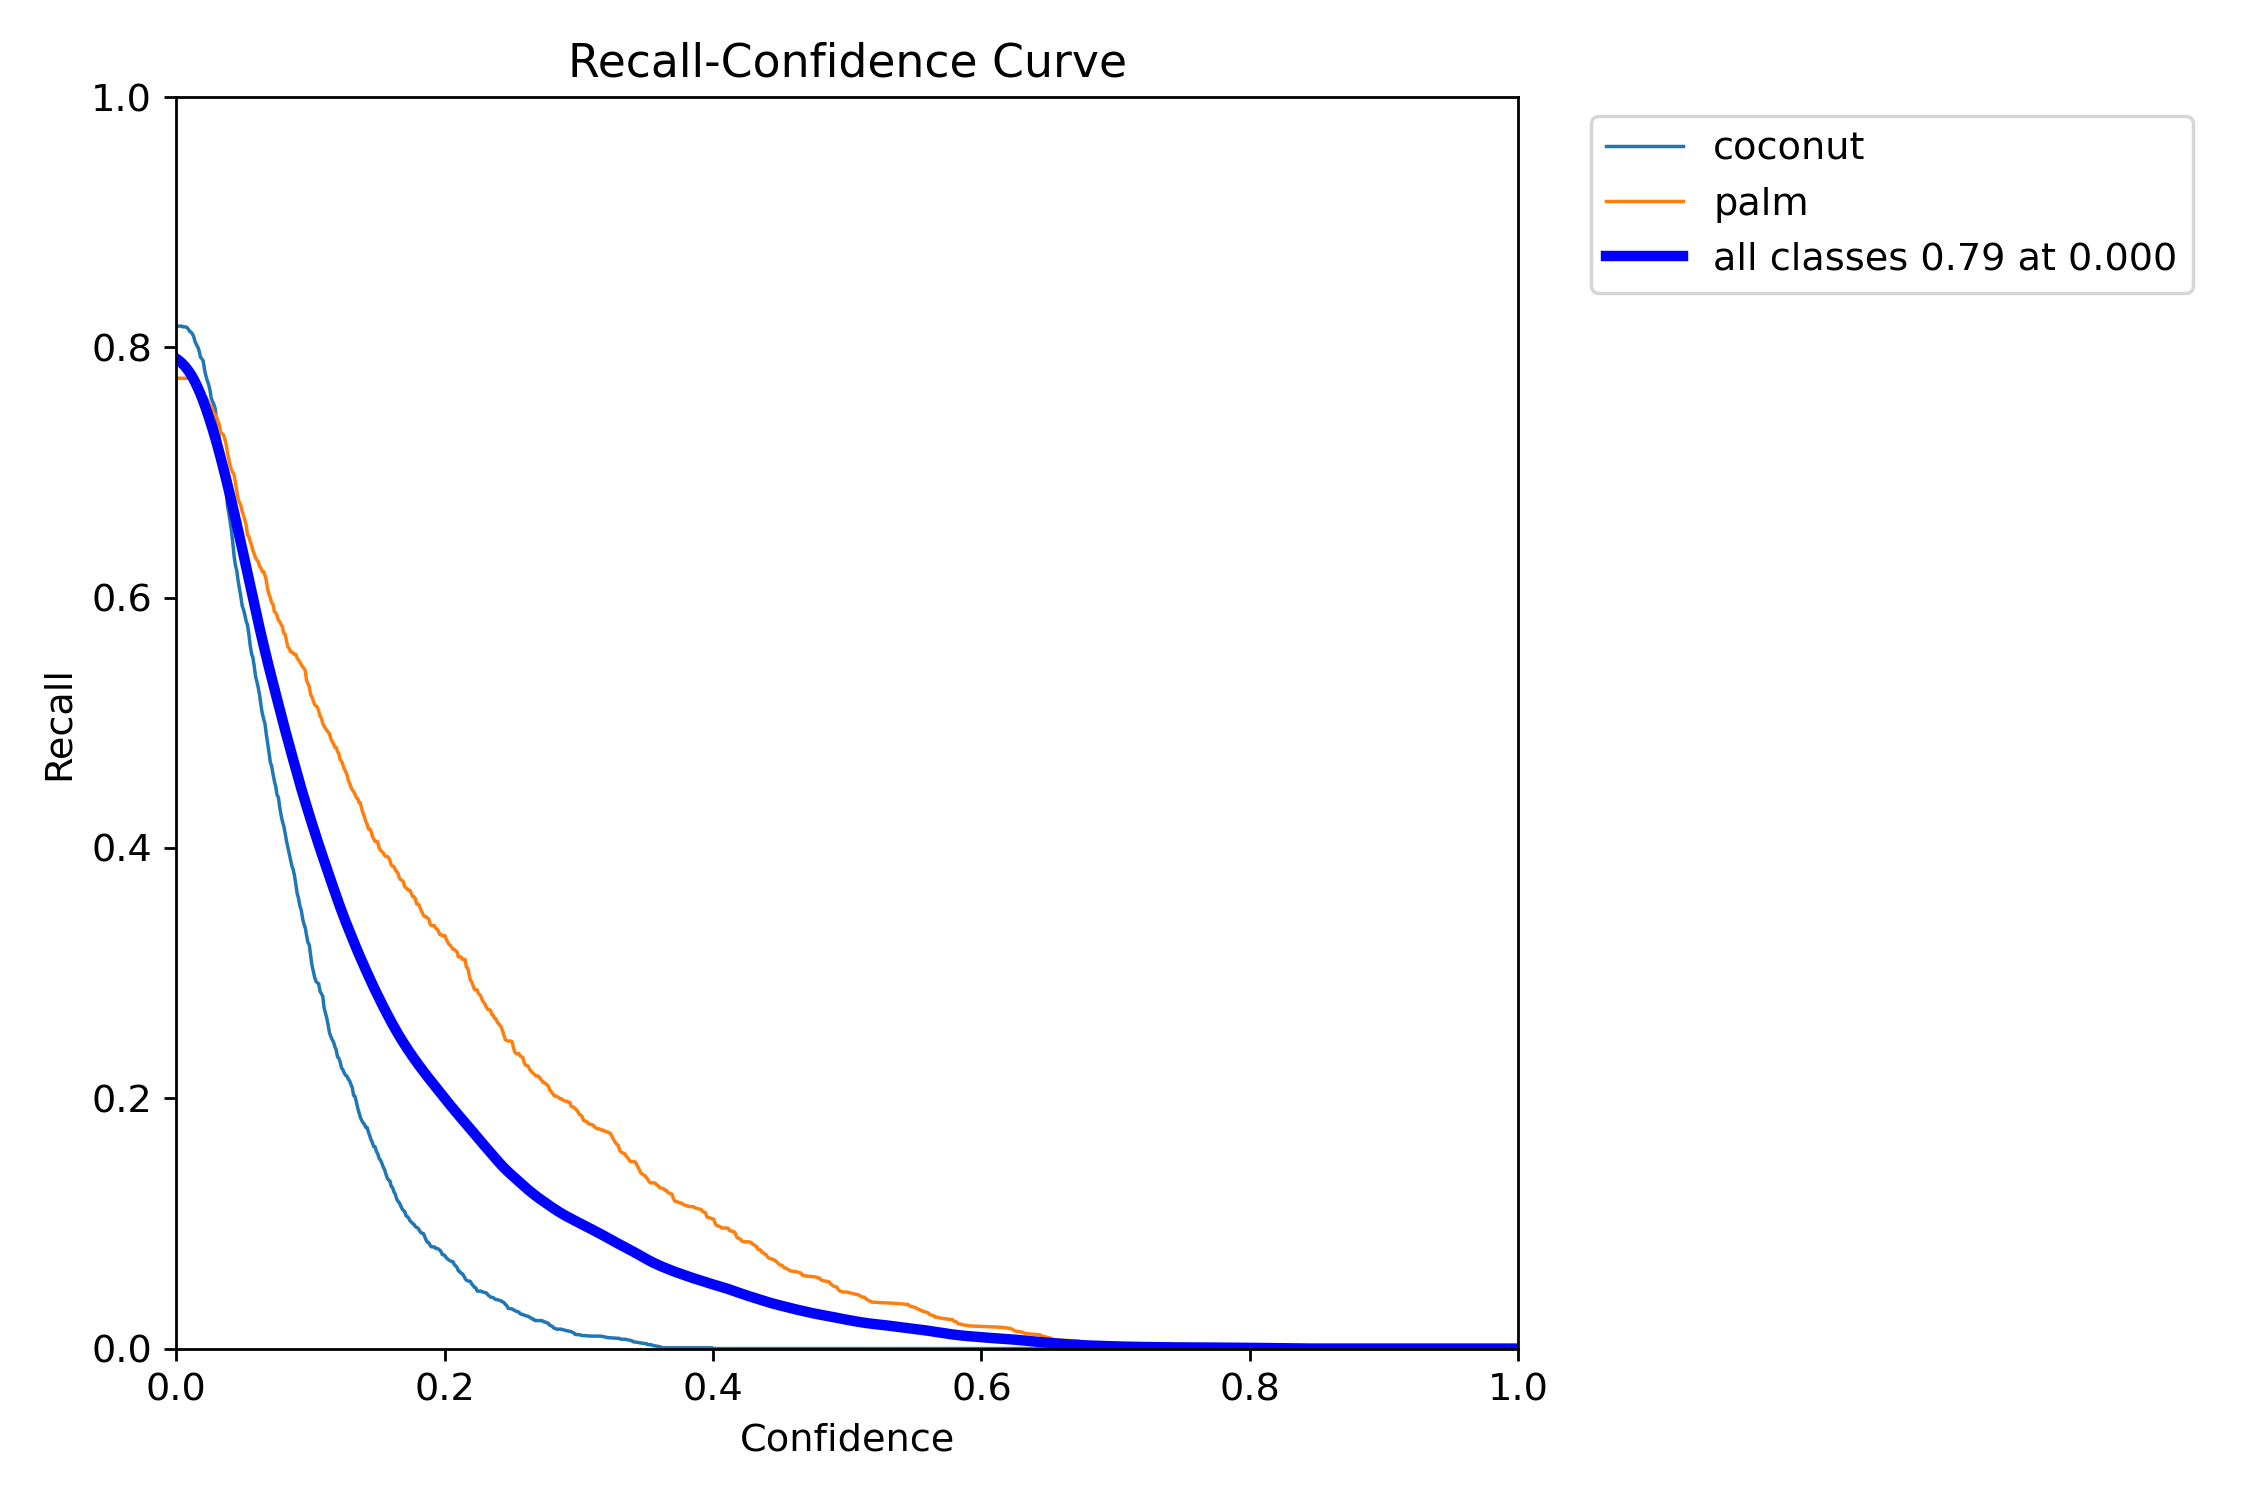 Recall-Confidence Curve
1.0
0.8
0.6
0.4
0.2
0.0
Recall
0.0 0.2 0.4 0.6 0.8 1.0
Confidence
coconut
palm
all classes 0.79 at 0.000